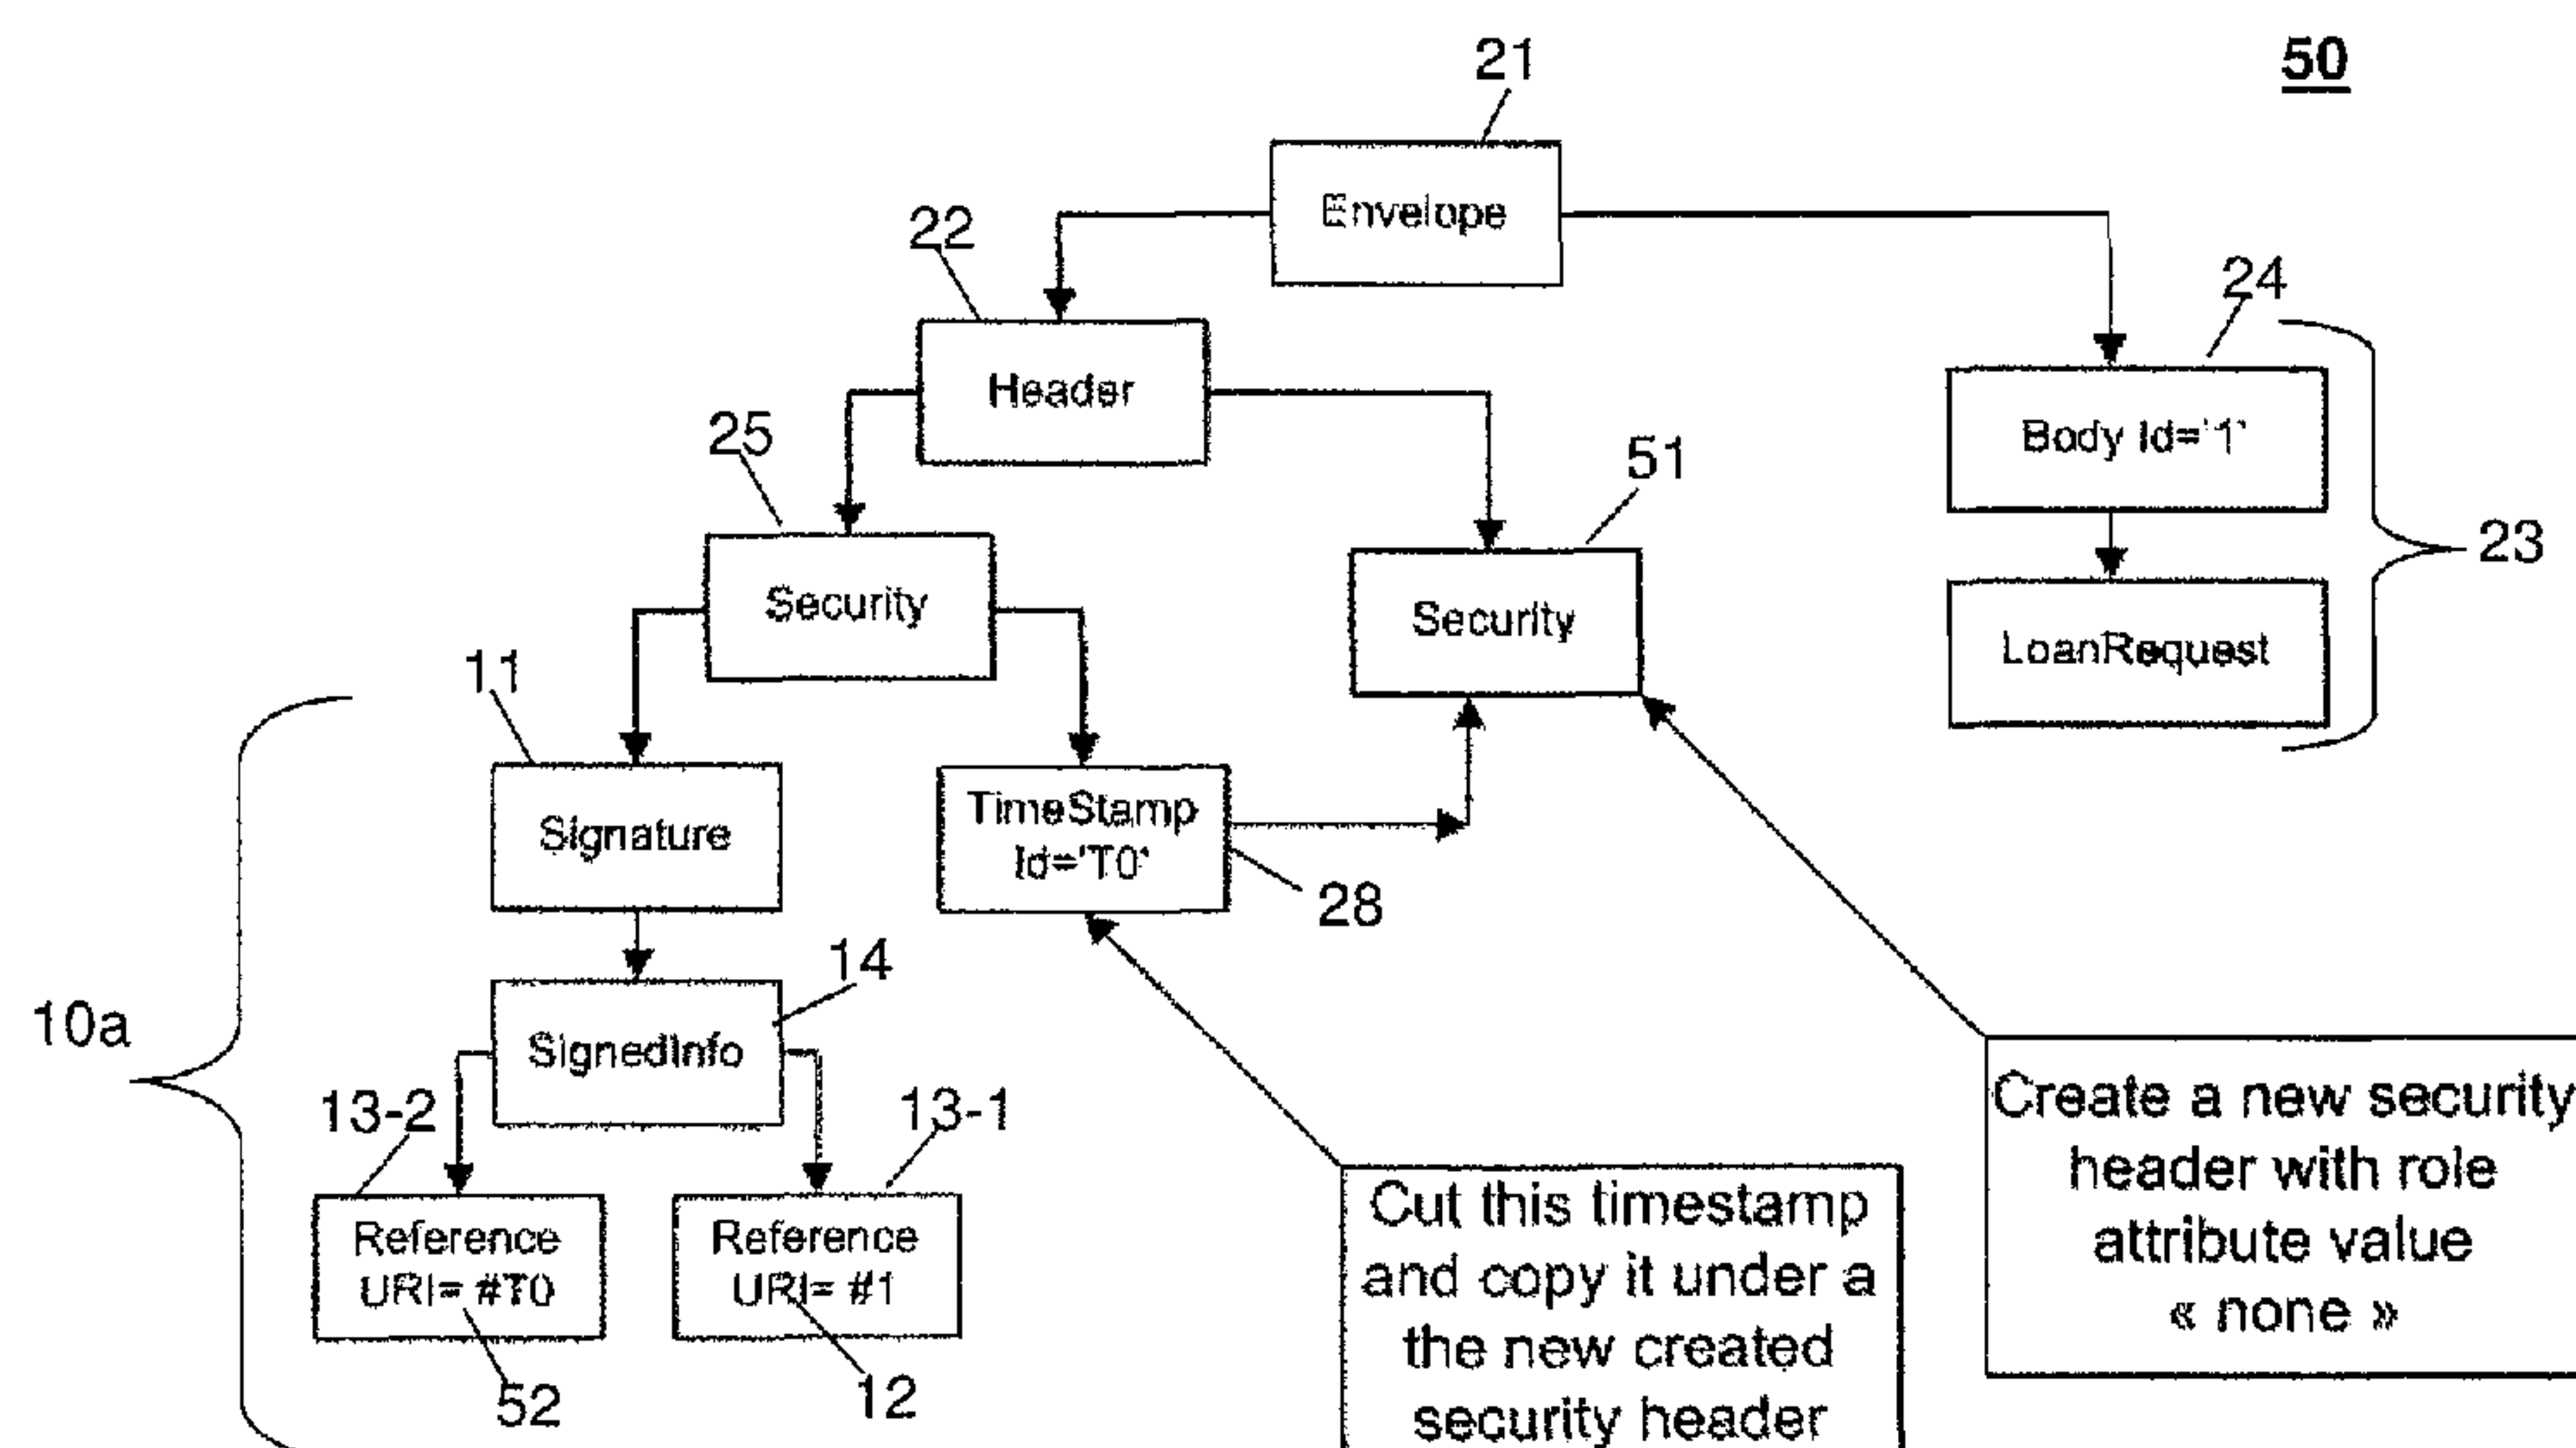 21
50
Envelope
22
24
Header
Body Id='1'
25
51
23
Security
Security
LoanRequest
11
TimeStamp
Id='T0'
Signature
28
14
10a
SignedInfo
13-2
13-1
Reference
URI= #T0
Reference
URI= #1
52
12
Cut this timestamp
and copy it under a
the new created
security header
Create a new security
header with role
attribute value
« none »